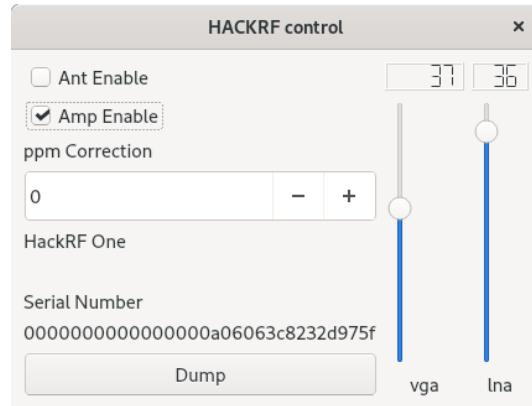 HACKRF control
×
Ant Enable
37
36
Amp Enable
ppm Correction
0
− +
HackRF One
Serial Number
0000000000000000a06063c8232d975f
Dump
vga
lna